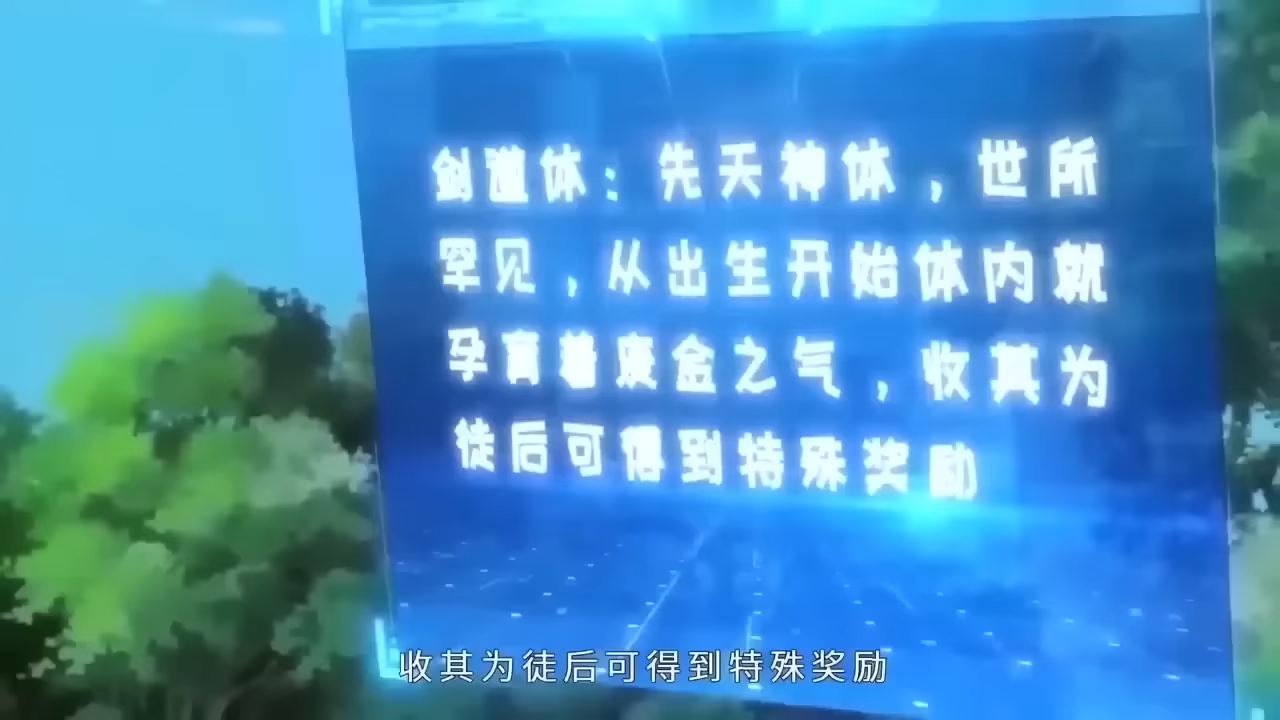 剑道体：先天神体，世所
罕见，从出生开始体内就
孕育着庚金之气，收其为
徒后可得到特殊奖励
收其为徒后可得到特殊奖励